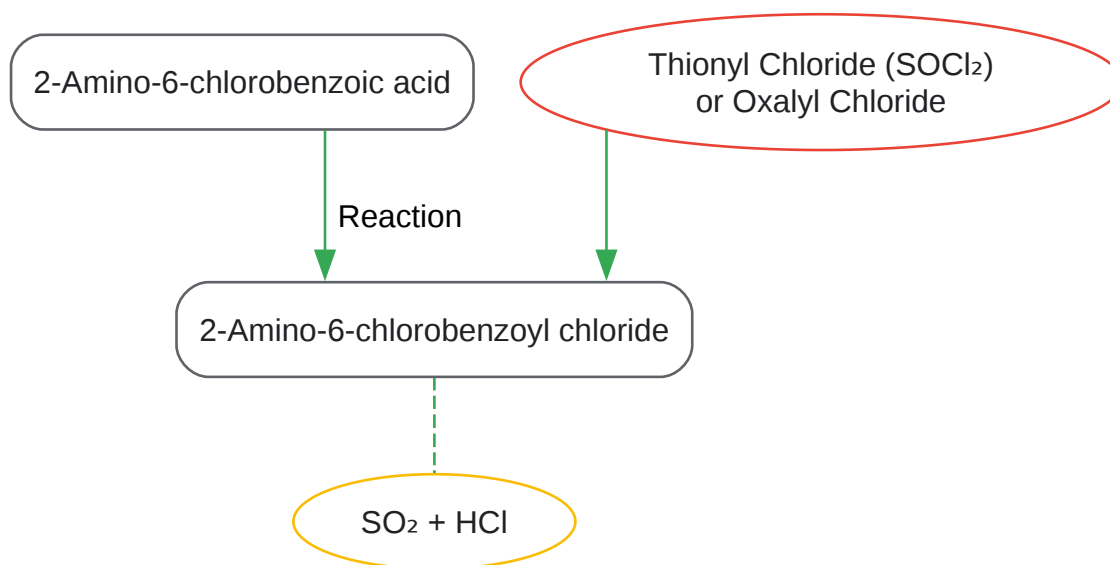 2-Amino-6-chlorobenzoic acid
Thionyl Chloride (SOCl₂)
or Oxalyl Chloride
Reaction
2-Amino-6-chlorobenzoyl chloride
SO₂ + HCl